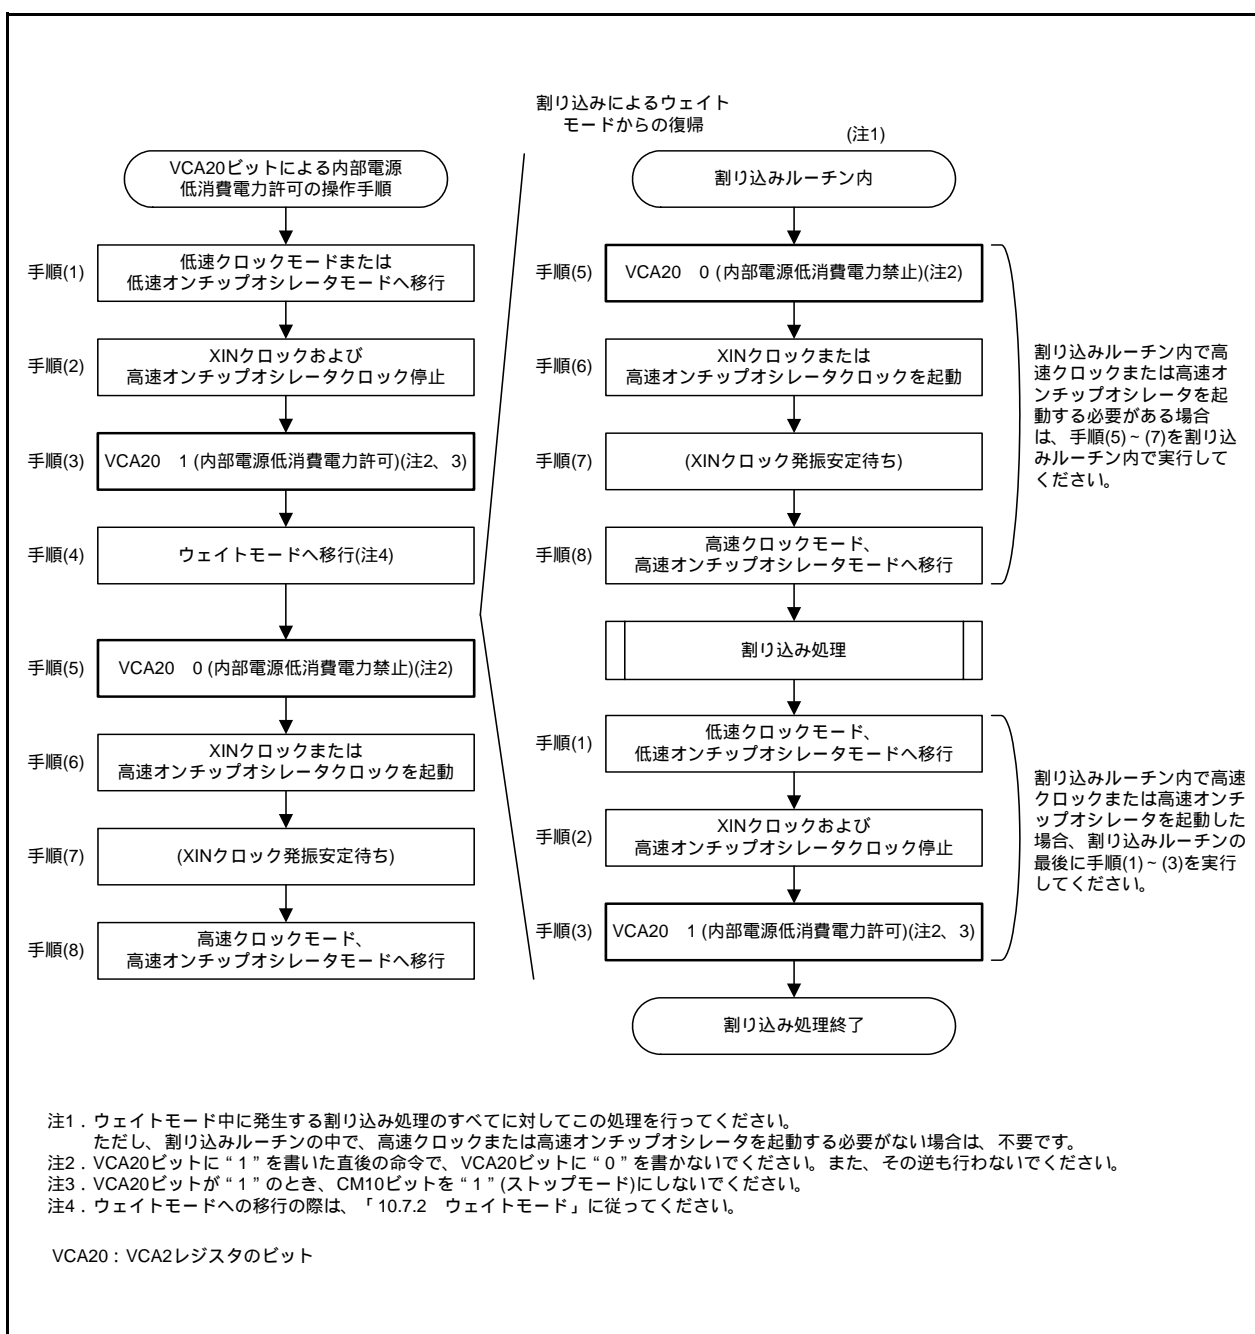 VCA20ビットによる内部電源
低消費電力許可の操作手順
手順(1)
低速クロックモードまたは
低速オンチップオシレータモードへ移行
手順(2)
XINクロックおよび
高速オンチップオシレータクロック停止
手順(3)
VCA20　1 (内部電源低消費電力許可)(注2、3)
手順(4)
ウェイトモードへ移行(注4)
手順(5)
VCA20　0 (内部電源低消費電力禁止)(注2)
手順(6)
XINクロックまたは
高速オンチップオシレータクロックを起動
手順(7)
(XINクロック発振安定待ち)
手順(8)
高速クロックモード、
高速オンチップオシレータモードへ移行
割り込みによるウェイト
モードからの復帰
(注1)
割り込みルーチン内
手順(5)
VCA20　0 (内部電源低消費電力禁止)(注2)
手順(6)
XINクロックまたは
高速オンチップオシレータクロックを起動
手順(7)
(XINクロック発振安定待ち)
手順(8)
高速クロックモード、
高速オンチップオシレータモードへ移行
割り込みルーチン内で高
速クロックまたは高速オ
ンチップオシレータを起
動する必要がある場合
は、手順(5)~(7)を割り込
みルーチン内で実行して
ください。
割り込み処理
手順(1)
低速クロックモード、
低速オンチップオシレータモードへ移行
手順(2)
XINクロックおよび
高速オンチップオシレータクロック停止
手順(3)
VCA20　1 (内部電源低消費電力許可)(注2、3)
割り込みルーチン内で高速
クロックまたは高速オンチ
ップオシレータを起動した
場合、割り込みルーチンの
最後に手順(1)~(3)を実行
してください。
割り込み処理終了
注1．ウェイトモード中に発生する割り込み処理のすべてに対してこの処理を行ってください。
ただし、割り込みルーチンの中で、高速クロックまたは高速オンチップオシレータを起動する必要がない場合は、不要です。
注2．VCA20ビットに“1”を書いた直後の命令で、VCA20ビットに“0”を書かないでください。また、その逆も行わないでください。
注3．VCA20ビットが“1”のとき、CM10ビットを“1”(ストップモード)にしないでください。
注4．ウェイトモードへの移行の際は、「10.7.2　ウェイトモード」に従ってください。
VCA20：VCA2レジスタのビット